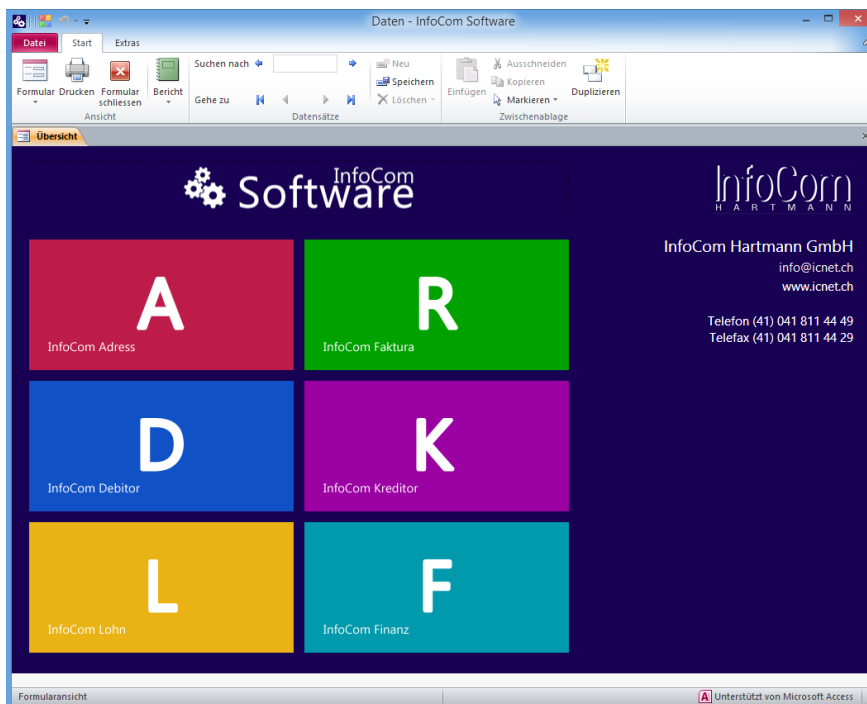 Daten - InfoCom Software
Datei Start Extras
Suchen nach
Neu
Ausschneiden
Speichern
Kopieren
Formular Drucken Formular schliessen Bericht
Einfügen
Duplizieren
Gehe zu
Löschen
Markieren
Ansicht Datensätze Zwischenablage
Übersicht
InfoCom
Software
InfoCom
HARTMANN
InfoCom Hartmann GmbH
info@icnet.ch
www.icnet.ch
Telefon (41) 041 811 44 49
Telefax (41) 041 811 44 29
A
InfoCom Adress
R
InfoCom Faktura
D
InfoCom Debitor
K
InfoCom Kreditor
L
InfoCom Lohn
F
InfoCom Finanz
Formularansicht
A Unterstützt von Microsoft Access